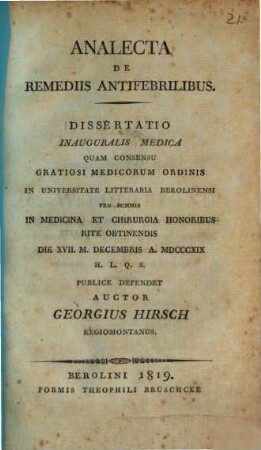 21.
ANALECTA
DE
REMEDIIS ANTIFEBRILIBUS.
DISSERTATIO
INAUGURALIS MEDICA
QUAM CONSENSU
GRATIOSI MEDICORUM ORDINIS
IN UNIVERSITATE LITTERARIA BEROLINENSI
PRO SUMMIS
IN MEDICINA ET CHIRURGIA HONORIBUS
RITE OBTINENDIS
DIE XVII. M. DECEMBRIS A. MDCCCXIX
H. L. Q. S.
PUBLICE DEFENDET
AUCTOR
GEORGIUS HIRSCH
REGIOMONTANUS.
BEROLINI 1819.
FORMIS THEOPHILI BRUSCHCKE